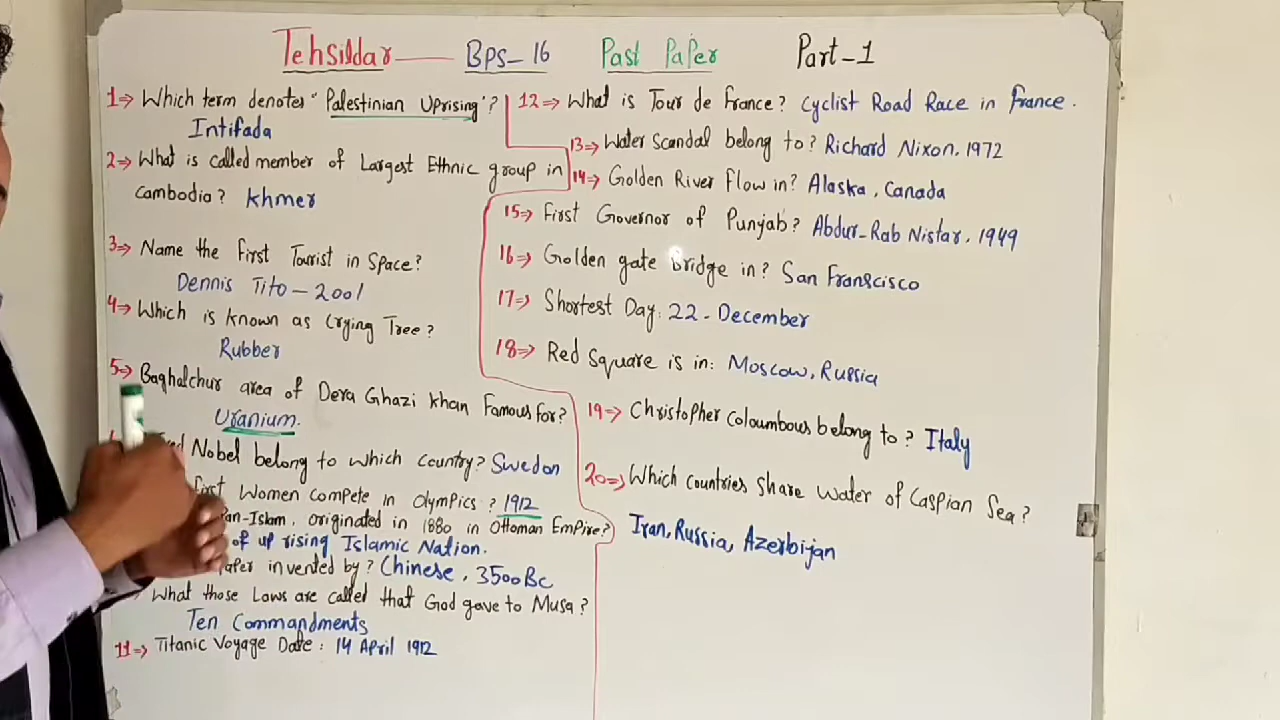 Tehsildar — BPS-16 Past Paper Part-1
1⇒ Which term denotes "Palestinian Uprising"?
Intifada
2⇒ What is called member of Largest Ethnic group in
Cambodia? Khmer
3⇒ Name the First Tourist in Space?
Dennis Tito - 2001
4⇒ Which is known as Crying Tree?
Rubber
5⇒ Baghalchur area of Dera Ghazi Khan Famous for?
Uranium.
Nobel belong to which country? Swedon
Women Compete in Olympics? 1912
an-Islam, originated in 1880 in Ottoman Empire?
of up rising Islamic Nation.
aper invented by? Chinese, 3500 BC
What those Laws are called that God gave to Musa?
Ten Commandments
11⇒ Titanic Voyage Date: 14 April 1912
12⇒ What is Tour de France? Cyclist Road Race in France.
13⇒ Water Scandal belong to? Richard Nixon. 1972
14⇒ Golden River Flow in? Alaska, Canada
15⇒ First Governor of Punjab? Abdur-Rab Nistar, 1949
16⇒ Golden gate bridge in? San Franscisco
17⇒ Shortest Day: 22-December
18⇒ Red Square is in: Moscow, Russia
19⇒ Christopher Coloumbous belong to? Italy
20⇒ Which countries share water of Caspian Sea?
Iran, Russia, Azerbijan